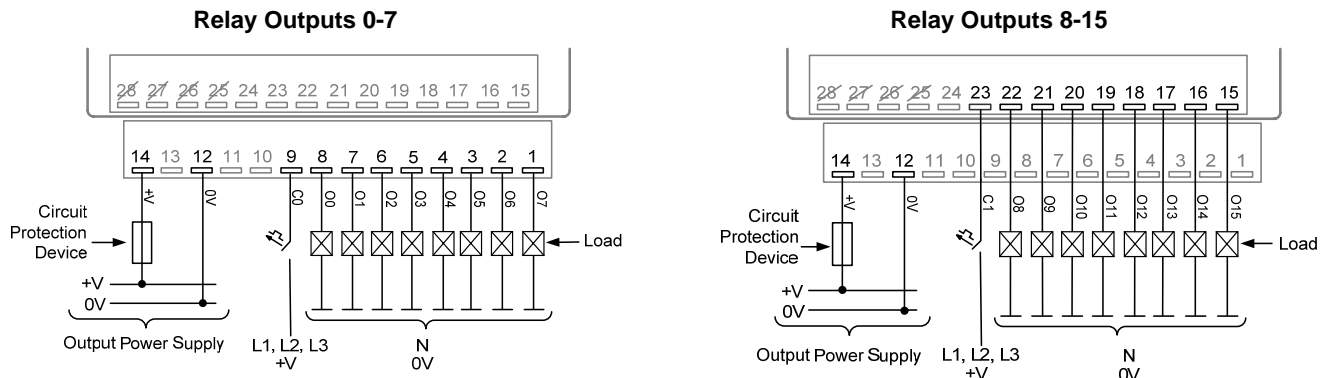 Relay Outputs 0-7
28 27 26 25 24 23 22 21 20 19 18 17 16 15
14 13 12 11 10 9 8 7 6 5 4 3 2 1
+V 0V C0 O0 O1 O2 O3 O4 O5 O6 O7
Circuit
Protection
Device
Load
+V
0V
Output Power Supply
L1, L2, L3
+V
N
0V
Relay Outputs 8-15
28 27 26 25 24 23 22 21 20 19 18 17 16 15
14 13 12 11 10 9 8 7 6 5 4 3 2 1
+V 0V C1 O8 O9 O10 O11 O12 O13 O14 O15
Circuit
Protection
Device
Load
+V
0V
Output Power Supply
L1, L2, L3
+V
N
0V